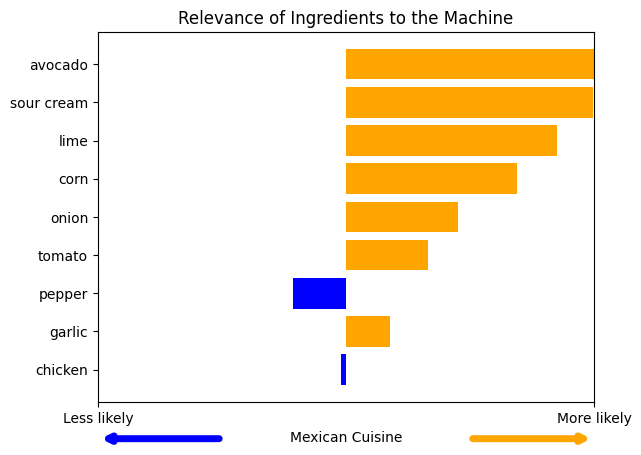 Relevance of Ingredients to the Machine
avocado
sour cream
lime
corn
onion
tomato
pepper
garlic
chicken
Less likely
More likely
Mexican Cuisine